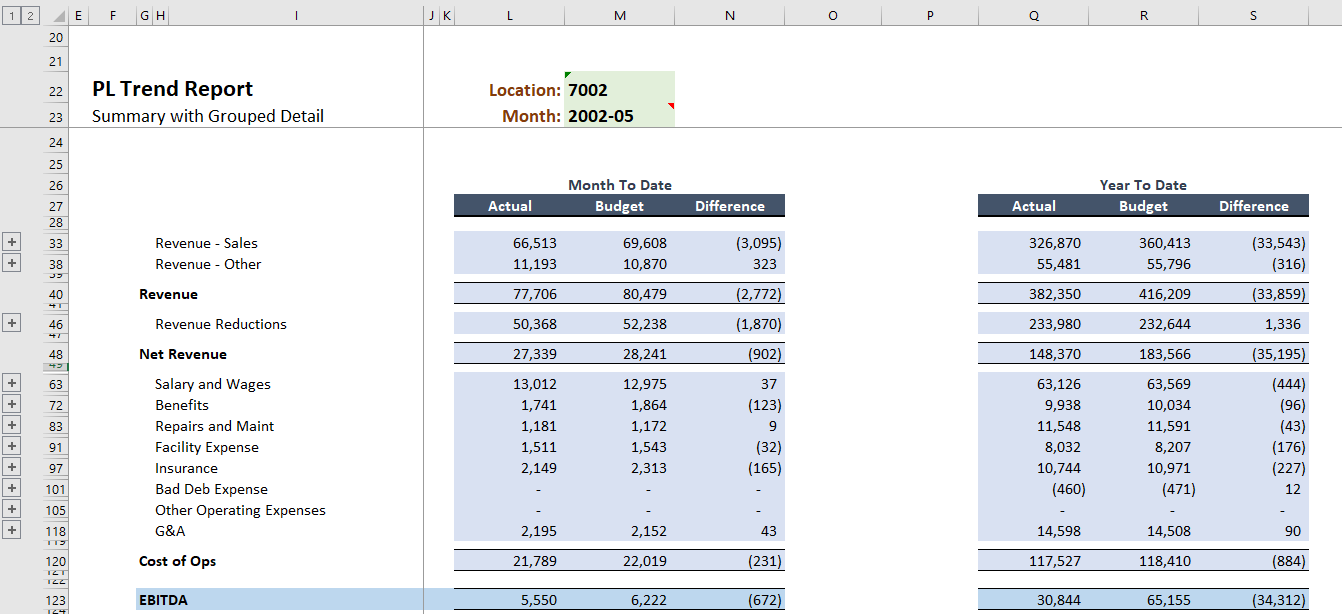 1 2 E F G H I J K L M N O P Q R S
20
21
22 PL Trend Report Location: 7002
23 Summary with Grouped Detail Month: 2002-05
24
25
26 Month To Date Year To Date
27 Actual Budget Difference Actual Budget Difference
28
+ 33 Revenue - Sales 66,513 69,608 (3,095) 326,870 360,413 (33,543)
+ 38 Revenue - Other 11,193 10,870 323 55,481 55,796 (316)
39
40 Revenue 77,706 80,479 (2,772) 382,350 416,209 (33,859)
41
+ 46 Revenue Reductions 50,368 52,238 (1,870) 233,980 232,644 1,336
47
48 Net Revenue 27,339 28,241 (902) 148,370 183,566 (35,195)
49
+ 63 Salary and Wages 13,012 12,975 37 63,126 63,569 (444)
+ 72 Benefits 1,741 1,864 (123) 9,938 10,034 (96)
+ 83 Repairs and Maint 1,181 1,172 9 11,548 11,591 (43)
+ 91 Facility Expense 1,511 1,543 (32) 8,032 8,207 (176)
+ 97 Insurance 2,149 2,313 (165) 10,744 10,971 (227)
+ 101 Bad Deb Expense - - - (460) (471) 12
+ 105 Other Operating Expenses - - - - - -
+ 118 G&A 2,195 2,152 43 14,598 14,508 90
119
120 Cost of Ops 21,789 22,019 (231) 117,527 118,410 (884)
121
122
123 EBITDA 5,550 6,222 (672) 30,844 65,155 (34,312)
124